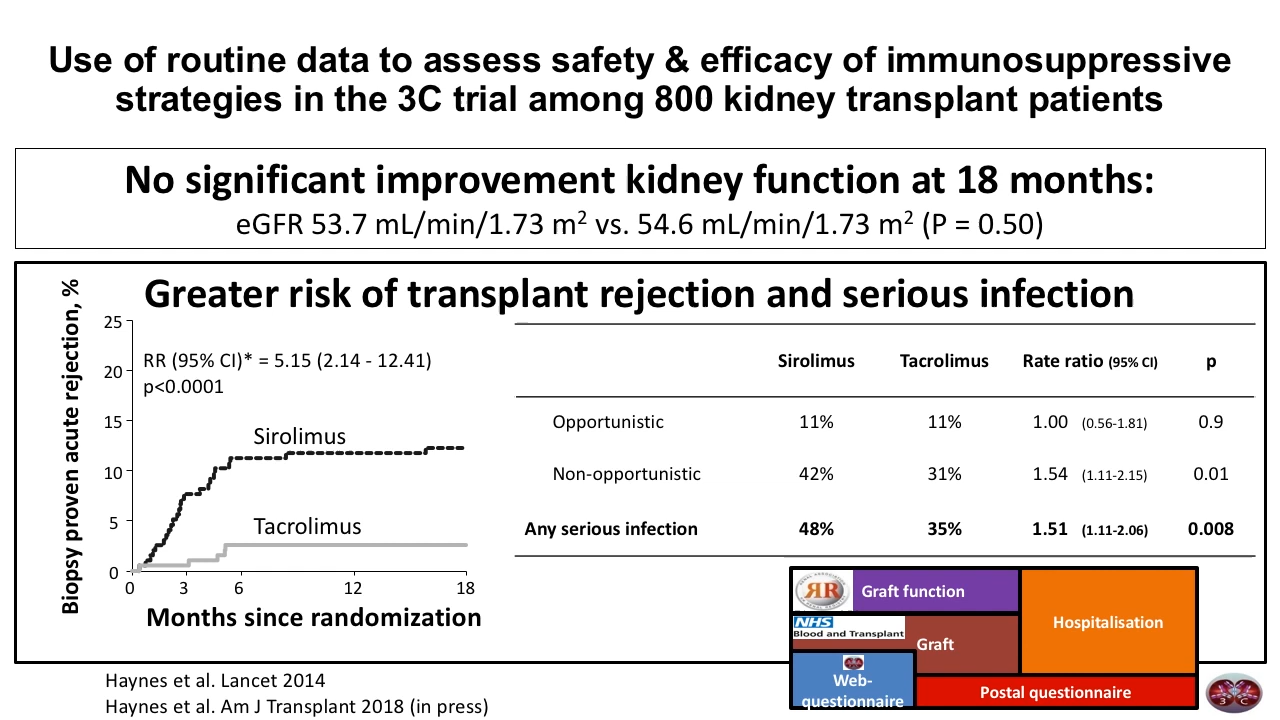 Use of routine data to assess safety & efficacy of immunosuppressive
strategies in the 3C trial among 800 kidney transplant patients
No significant improvement kidney function at 18 months:
eGFR 53.7 mL/min/1.73 m² vs. 54.6 mL/min/1.73 m² (P = 0.50)
Greater risk of transplant rejection and serious infection
Biopsy proven acute rejection, %
25
20
15
10
5
0
RR (95% CI)* = 5.15 (2.14 - 12.41)
p<0.0001
Sirolimus
Tacrolimus
0 3 6 12 18
Months since randomization
Sirolimus Tacrolimus Rate ratio (95% CI) p
Opportunistic 11% 11% 1.00 (0.56-1.81) 0.9
Non-opportunistic 42% 31% 1.54 (1.11-2.15) 0.01
Any serious infection 48% 35% 1.51 (1.11-2.06) 0.008
RR
Graft function
Hospitalisation
NHS
Blood and Transplant
Graft
Web-
questionnaire
Postal questionnaire
Haynes et al. Lancet 2014
Haynes et al. Am J Transplant 2018 (in press)
3 C